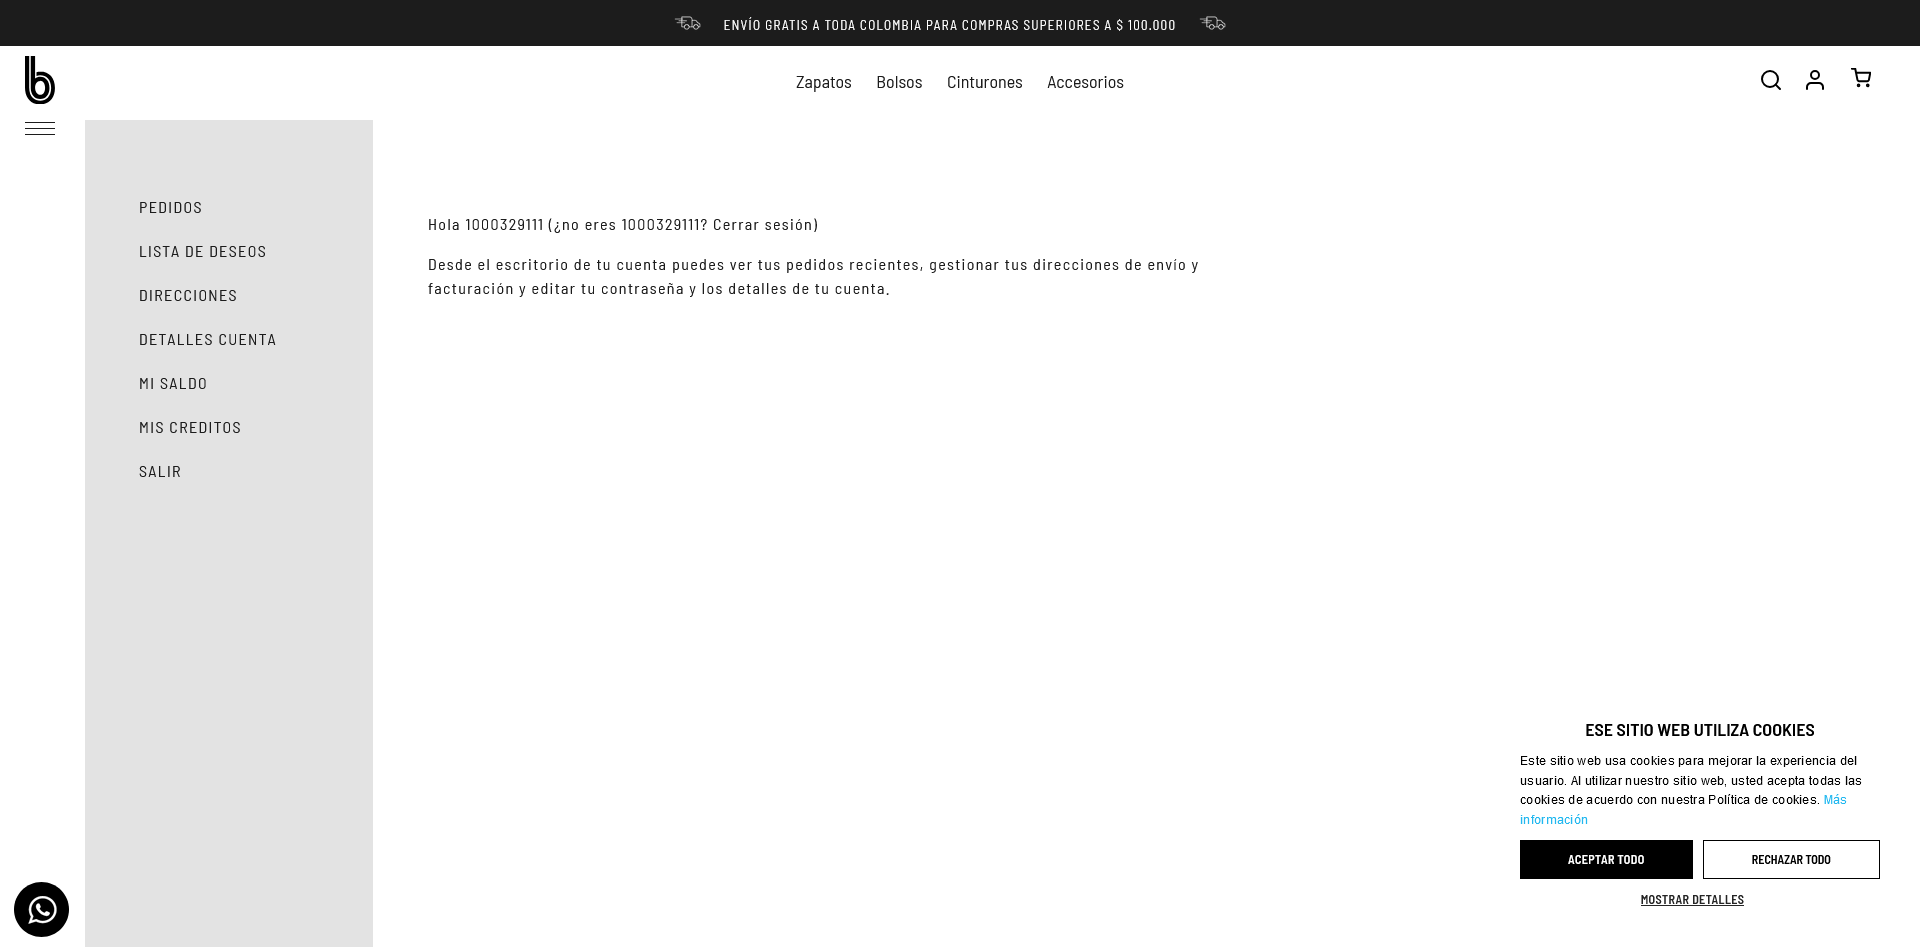 ENVÍO GRATIS A TODA COLOMBIA PARA COMPRAS SUPERIORES A $ 100.000
b
Zapatos
Bolsos
Cinturones
Accesorios
PEDIDOS
LISTA DE DESEOS
DIRECCIONES
DETALLES CUENTA
MI SALDO
MIS CREDITOS
SALIR
Hola 1000329111 (¿no eres 1000329111? Cerrar sesión)
Desde el escritorio de tu cuenta puedes ver tus pedidos recientes, gestionar tus direcciones de envío y
facturación y editar tu contraseña y los detalles de tu cuenta.
ESE SITIO WEB UTILIZA COOKIES
Este sitio web usa cookies para mejorar la experiencia del
usuario. Al utilizar nuestro sitio web, usted acepta todas las
cookies de acuerdo con nuestra Política de cookies. Más
información
ACEPTAR TODO
RECHAZAR TODO
MOSTRAR DETALLES